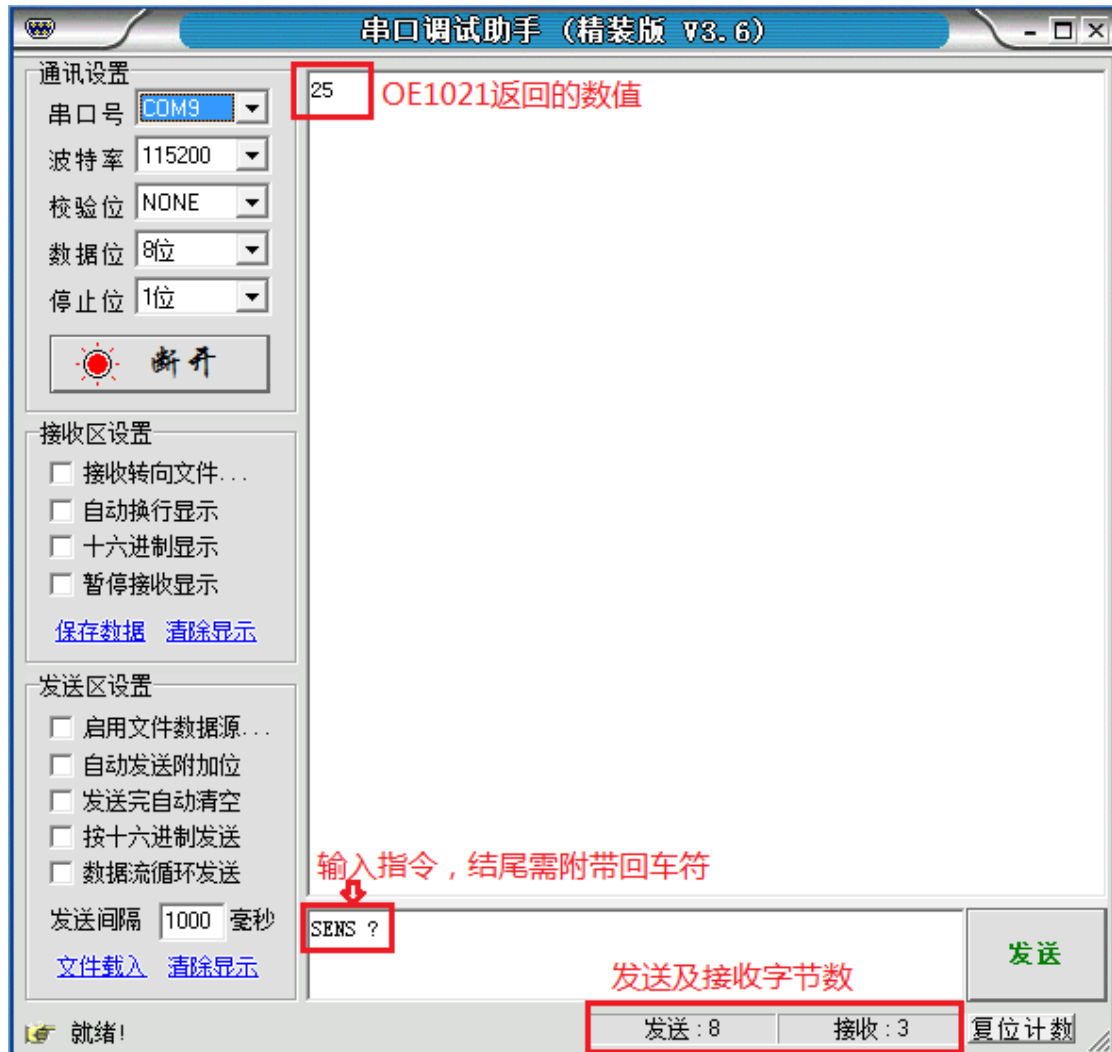 串口调试助手 (精装版 V3.6)
通讯设置
串口号 COM9
波特率 115200
校验位 NONE
数据位 8位
停止位 1位
断开
接收区设置
接收转向文件...
自动换行显示
十六进制显示
暂停接收显示
保存数据 清除显示
发送区设置
启用文件数据源...
自动发送附加位
发送完自动清空
按十六进制发送
数据流循环发送
发送间隔 1000 毫秒
文件载入 清除显示
25 OE1021返回的数值
输入指令，结尾需附带回车符
SENS ?
发送
发送及接收字节数
就绪!
发送:8 接收:3 复位计数